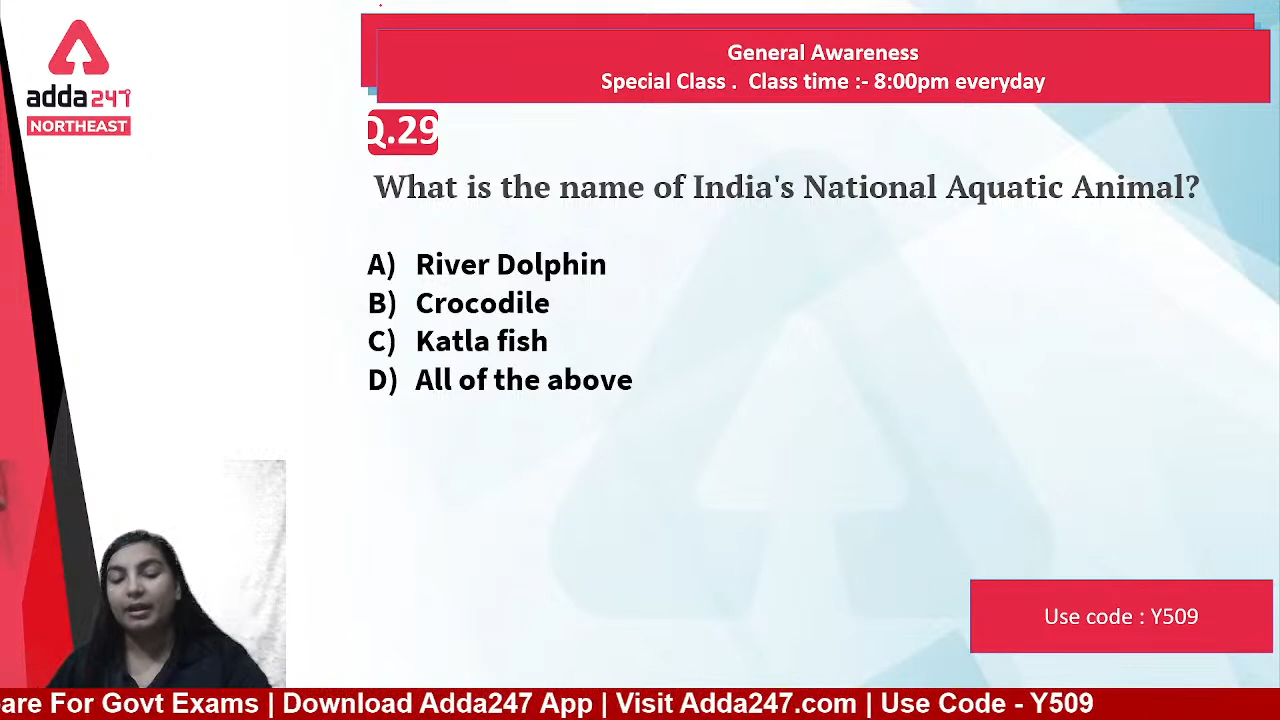 adda247
NORTHEAST
General Awareness
Special Class . Class time :- 8:00pm everyday
Q.29
What is the name of India's National Aquatic Animal?
A) River Dolphin
B) Crocodile
C) Katla fish
D) All of the above
Use code : Y509
are For Govt Exams | Download Adda247 App | Visit Adda247.com | Use Code - Y509